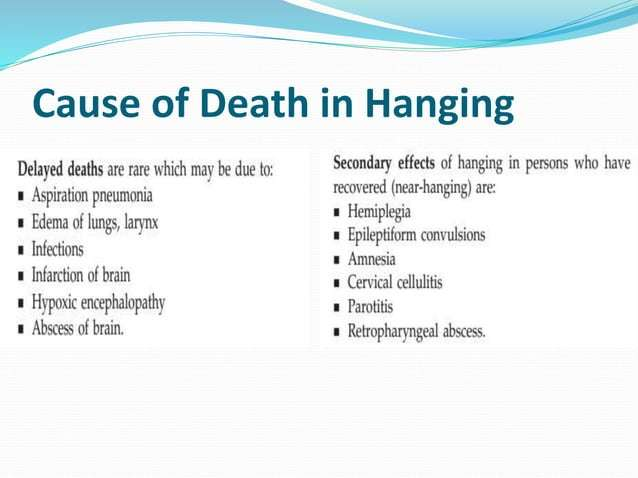 Cause of Death in Hanging
Delayed deaths are rare which may be due to:
▪ Aspiration pneumonia
▪ Edema of lungs, larynx
▪ Infections
▪ Infarction of brain
▪ Hypoxic encephalopathy
▪ Abscess of brain.
Secondary effects of hanging in persons who have
recovered (near-hanging) are:
▪ Hemiplegia
▪ Epileptiform convulsions
▪ Amnesia
▪ Cervical cellulitis
▪ Parotitis
▪ Retropharyngeal abscess.